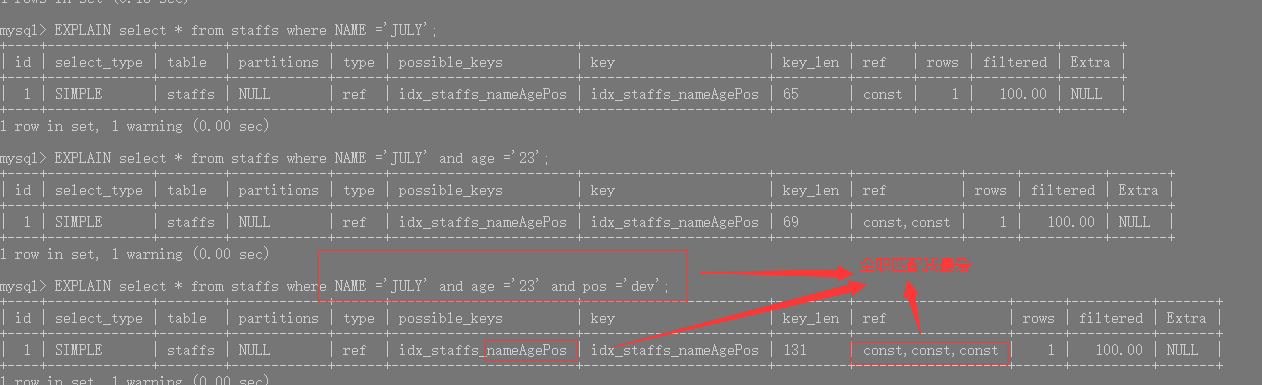 1 rows in set (0.18 sec)
mysql> EXPLAIN select * from staffs where NAME ='JULY';
+----+-------------+--------+------------+------+-----------------------+-----------------------+---------+-------+------+----------+-------+
| id | select_type | table | partitions | type | possible_keys | key | key_len | ref | rows | filtered | Extra |
| 1 | SIMPLE | staffs | NULL | ref | idx_staffs_nameAgePos | idx_staffs_nameAgePos | 65 | const | 1 | 100.00 | NULL |
1 row in set, 1 warning (0.00 sec)
mysql> EXPLAIN select * from staffs where NAME ='JULY' and age ='23';
| id | select_type | table | partitions | type | possible_keys | key | key_len | ref | rows | filtered | Extra |
| 1 | SIMPLE | staffs | NULL | ref | idx_staffs_nameAgePos | idx_staffs_nameAgePos | 69 | const,const | 1 | 100.00 | NULL |
1 row in set, 1 warning (0.00 sec)
全职匹配我最爱
mysql> EXPLAIN select * from staffs where NAME ='JULY' and age ='23' and pos ='dev';
| id | select_type | table | partitions | type | possible_keys | key | key_len | ref | rows | filtered | Extra |
| 1 | SIMPLE | staffs | NULL | ref | idx_staffs_nameAgePos | idx_staffs_nameAgePos | 131 | const,const,const | 1 | 100.00 | NULL |
1 row in set, 1 warning (0.00 sec)